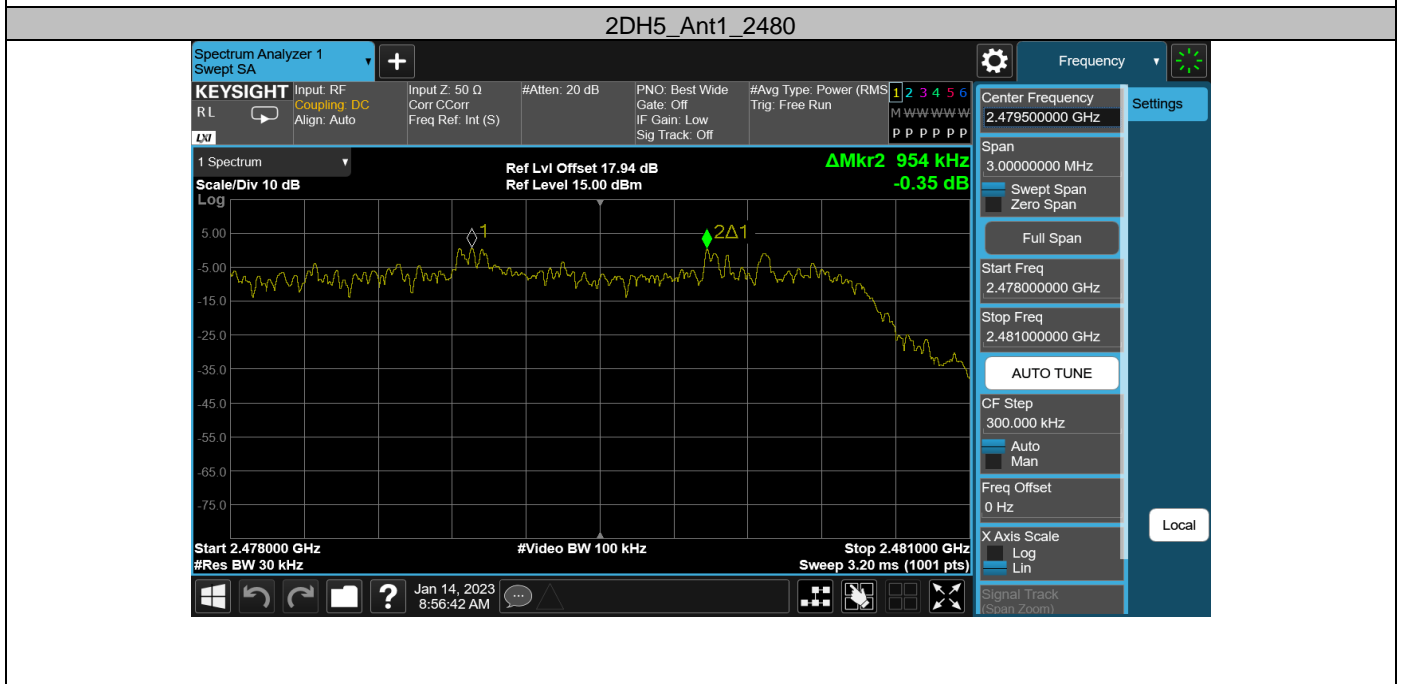 2DH5_Ant1_2480
Spectrum Analyzer 1
Swept SA
+
Frequency
KEYSIGHT
RL
LXI
Input: RF
Coupling: DC
Align: Auto
Input Z: 50 Ω
Corr CCorr
Freq Ref: Int (S)
#Atten: 20 dB
PNO: Best Wide
Gate: Off
IF Gain: Low
Sig Track: Off
#Avg Type: Power (RMS
Trig: Free Run
1 2 3 4 5 6
M W W W W W
P P P P P P
1 Spectrum
Scale/Div 10 dB
Log
Ref Lvl Offset 17.94 dB
Ref Level 15.00 dBm
ΔMkr2 954 kHz
-0.35 dB
1
2Δ1
5.00
-5.00
-15.0
-25.0
-35.0
-45.0
-55.0
-65.0
-75.0
Start 2.478000 GHz
#Res BW 30 kHz
#Video BW 100 kHz
Stop 2.481000 GHz
Sweep 3.20 ms (1001 pts)
?
Jan 14, 2023
8:56:42 AM
Center Frequency
2.479500000 GHz
Span
3.00000000 MHz
Swept Span
Zero Span
Full Span
Start Freq
2.478000000 GHz
Stop Freq
2.481000000 GHz
AUTO TUNE
CF Step
300.000 kHz
Auto
Man
Freq Offset
0 Hz
X Axis Scale
Log
Lin
Signal Track
(Span Zoom)
Settings
Local